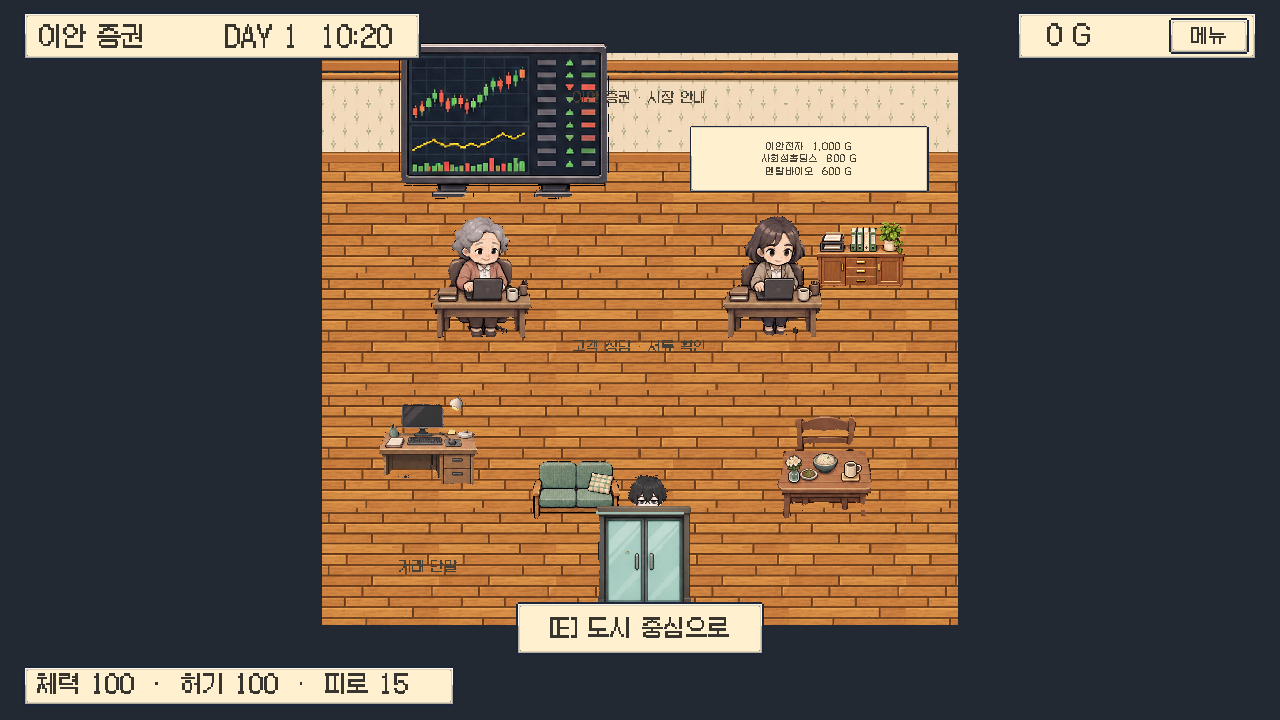 이안 증권 DAY 1 10:20
0 G 메뉴
이안 증권 · 시장 안내
이안전자 1,000 G
사회실홀딩스 800 G
멘탈바이오 600 G
고객 상담 · 서류 확인
거래 단말
[E] 도시 중심으로
체력 100 · 허기 100 · 피로 15